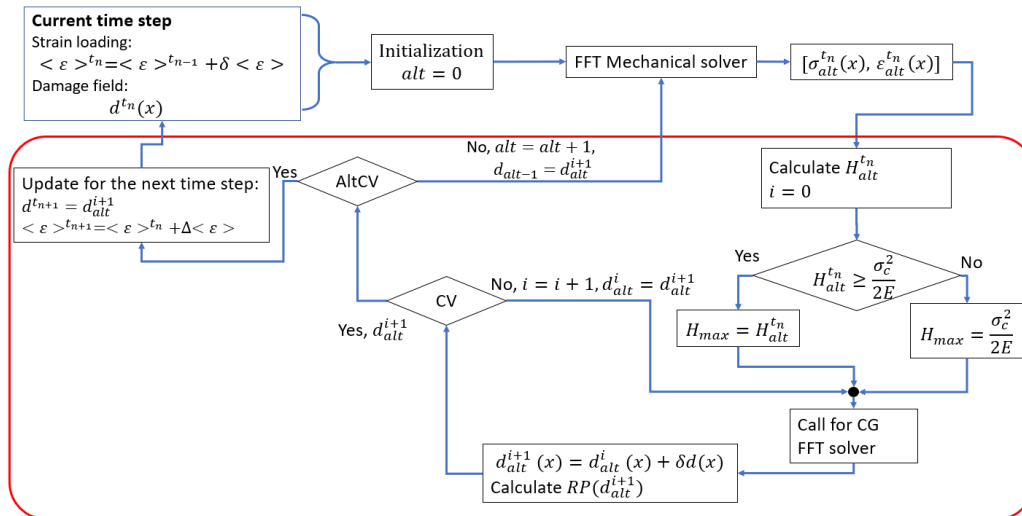 Current time step
Strain loading:
< ε >^{t_n}=< ε >^{t_{n-1}} + δ < ε >
Damage field:
d^{t_n}(x)
Initialization
alt = 0
FFT Mechanical solver
[σ_{alt}^{t_n}(x), ε_{alt}^{t_n}(x)]
Calculate H_{alt}^{t_n}
i = 0
H_{alt}^{t_n} ≥ σ_c^2/2E
Yes
No
H_{max} = H_{alt}^{t_n}
H_{max} = σ_c^2/2E
Call for CG
FFT solver
d_{alt}^{i+1} (x) = d_{alt}^{i} (x) + δd(x)
Calculate RP(d_{alt}^{i+1})
CV
No, i = i + 1, d_{alt}^{i} = d_{alt}^{i+1}
Yes, d_{alt}^{i+1}
AltCV
No, alt = alt + 1,
d_{alt-1} = d_{alt}^{i+1}
Yes
Update for the next time step:
d^{t_{n+1}} = d_{alt}^{i+1}
< ε >^{t_{n+1}}=< ε >^{t_n} +Δ< ε >